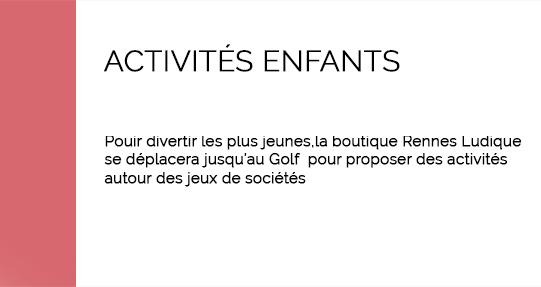 ACTIVITÉS ENFANTS
Pouir divertir les plus jeunes,la boutique Rennes Ludique
se déplacera jusqu'au Golf  pour proposer des activités
autour des jeux de sociétés